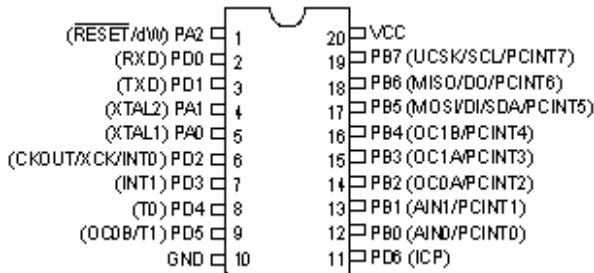 (RESET/dW) PA2 1 20 VCC
(RXD) PD0 2 19 PB7 (UCSK/SCL/PCINT7)
(TXD) PD1 3 18 PB6 (MISO/DO/PCINT6)
(XTAL2) PA1 4 17 PB5 (MOSI/DI/SDA/PCINT5)
(XTAL1) PA0 5 16 PB4 (OC1B/PCINT4)
(CKOUT/XCK/INT0) PD2 6 15 PB3 (OC1A/PCINT3)
(INT1) PD3 7 14 PB2 (OC0A/PCINT2)
(T0) PD4 8 13 PB1 (AIN1/PCINT1)
(OC0B/T1) PD5 9 12 PB0 (AIN0/PCINT0)
GND 10 11 PD6 (ICP)